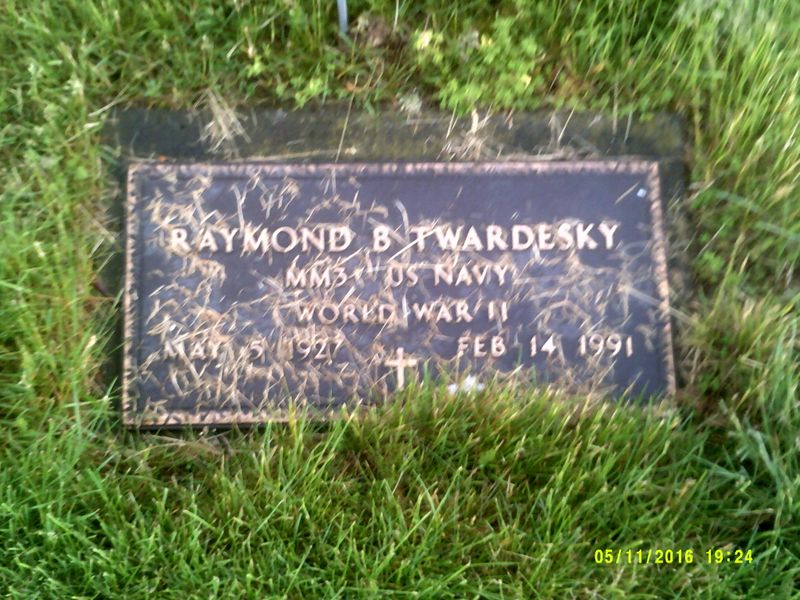 RAYMOND B TWARDESKY
MM3 US NAVY
WORLD WAR II
MAY 5 1927 FEB 14 1991
05/11/2016 19:24